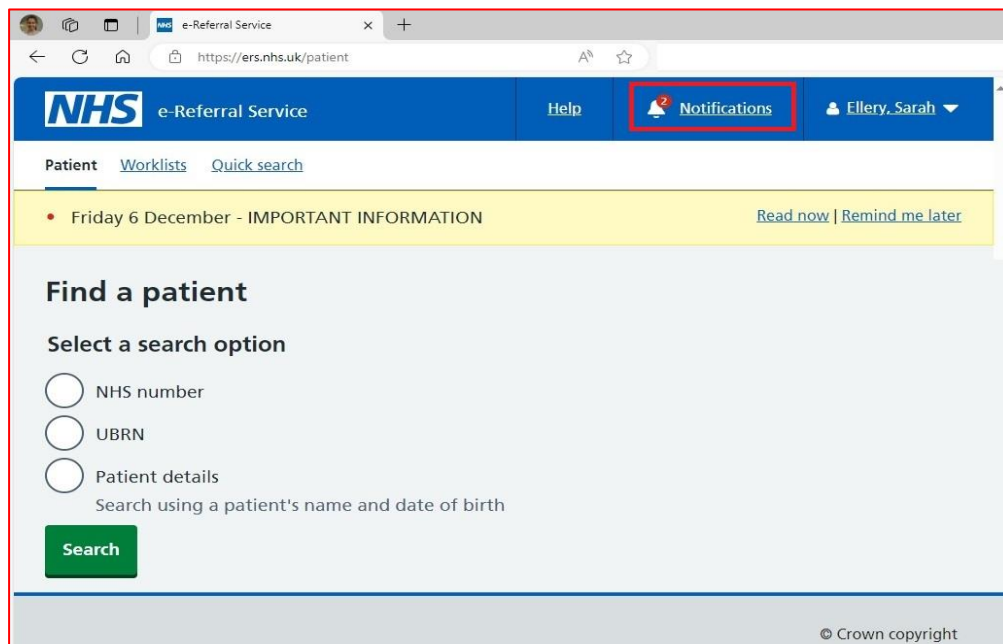 NHS e-Referral Service
https://ers.nhs.uk/patient
NHS e-Referral Service Help 2 Notifications Ellery, Sarah
Patient Worklists Quick search
• Friday 6 December - IMPORTANT INFORMATION Read now | Remind me later
Find a patient
Select a search option
NHS number
UBRN
Patient details
Search using a patient's name and date of birth
Search
© Crown copyright